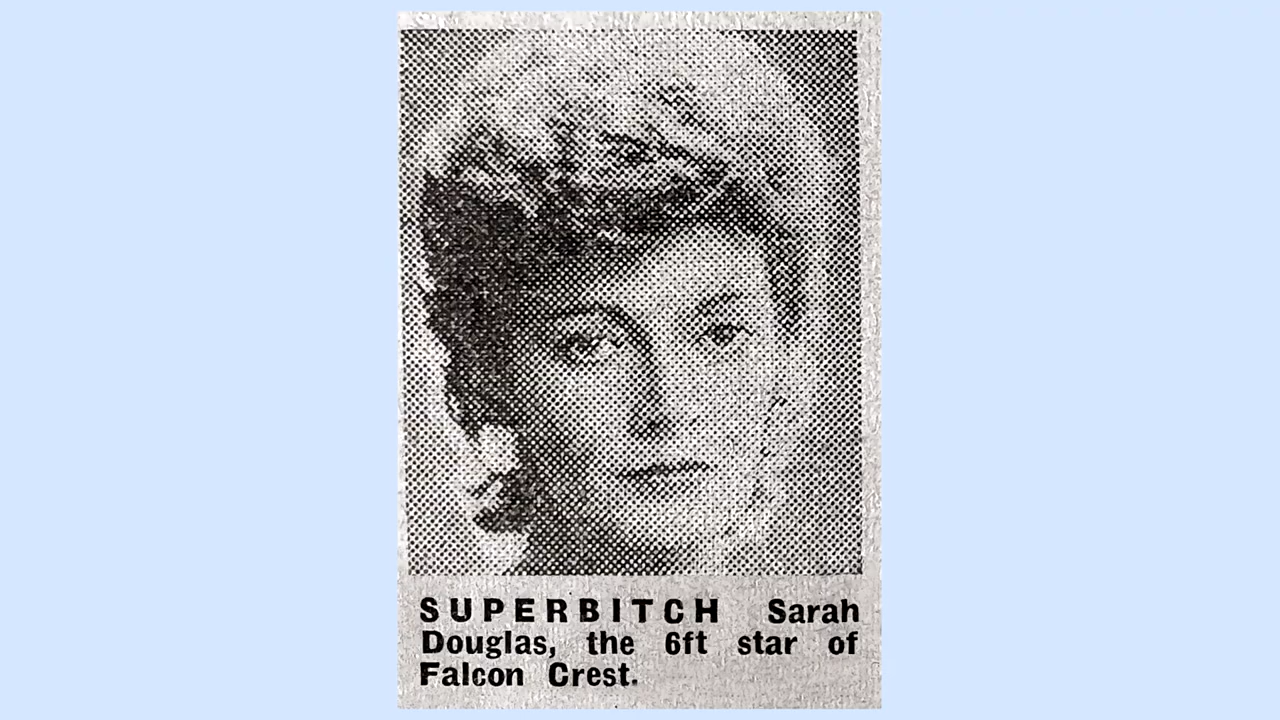 SUPERBITCH Sarah
Douglas, the 6ft star of
Falcon Crest.